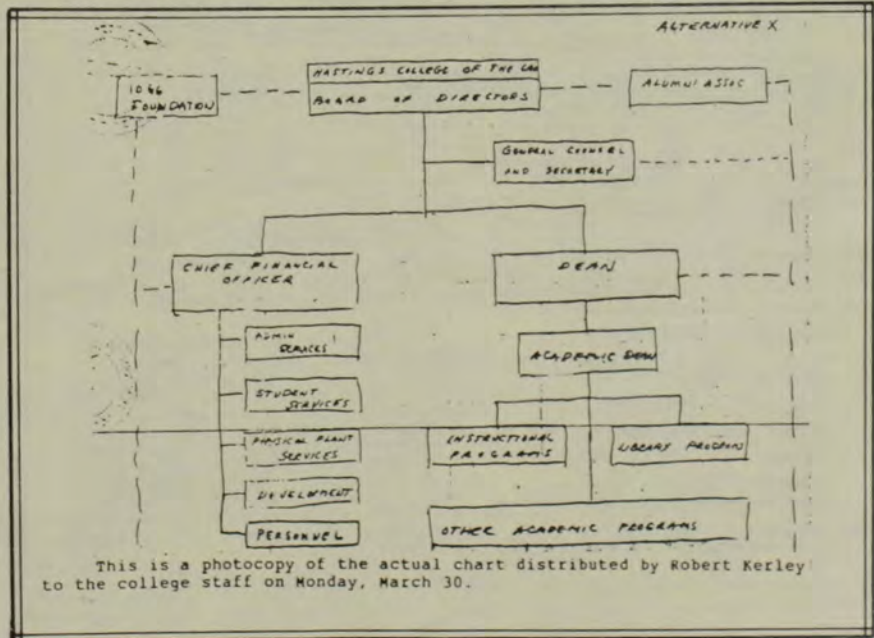 ALTERNATIVE X
HASTINGS COLLEGE OF THE LAW
BOARD OF DIRECTORS
1066
FOUNDATION
ALUMNI ASSOC
GENERAL COUNSEL
AND SECRETARY
CHIEF FINANCIAL
OFFICER
DEAN
ADMIN
SERVICES
ACADEMIC DEAN
STUDENT
SERVICES
PHYSICAL PLANT
SERVICES
INSTRUCTIONAL
PROGRAMS
LIBRARY PROGRAM
DEVELOPMENT
PERSONNEL
OTHER ACADEMIC PROGRAMS
This is a photocopy of the actual chart distributed by Robert Kerley
to the college staff on Monday, March 30.